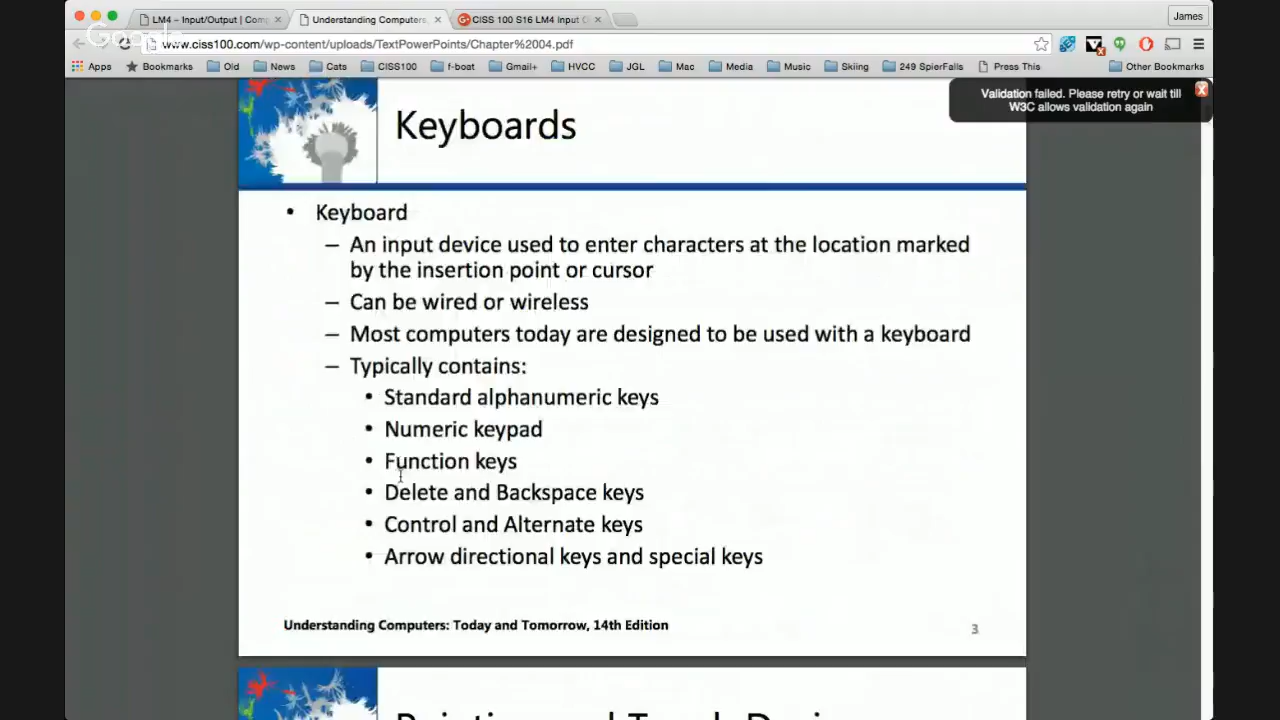 LM4 – Input/Output | Comp
Understanding Computers,
CISS 100 S16 LM4 Input O
James
Google
www.ciss100.com/wp-content/uploads/TextPowerPoints/Chapter%2004.pdf
Apps
Bookmarks
Old
News
Cats
CISS100
f-boat
Gmail+
HVCC
JGL
Mac
Media
Music
Skiing
249 SpierFalls
Press This
Other Bookmarks
Validation failed. Please retry or wait till
W3C allows validation again
Keyboards
• Keyboard
– An input device used to enter characters at the location marked
by the insertion point or cursor
– Can be wired or wireless
– Most computers today are designed to be used with a keyboard
– Typically contains:
• Standard alphanumeric keys
• Numeric keypad
• Function keys
• Delete and Backspace keys
• Control and Alternate keys
• Arrow directional keys and special keys
Understanding Computers: Today and Tomorrow, 14th Edition
3